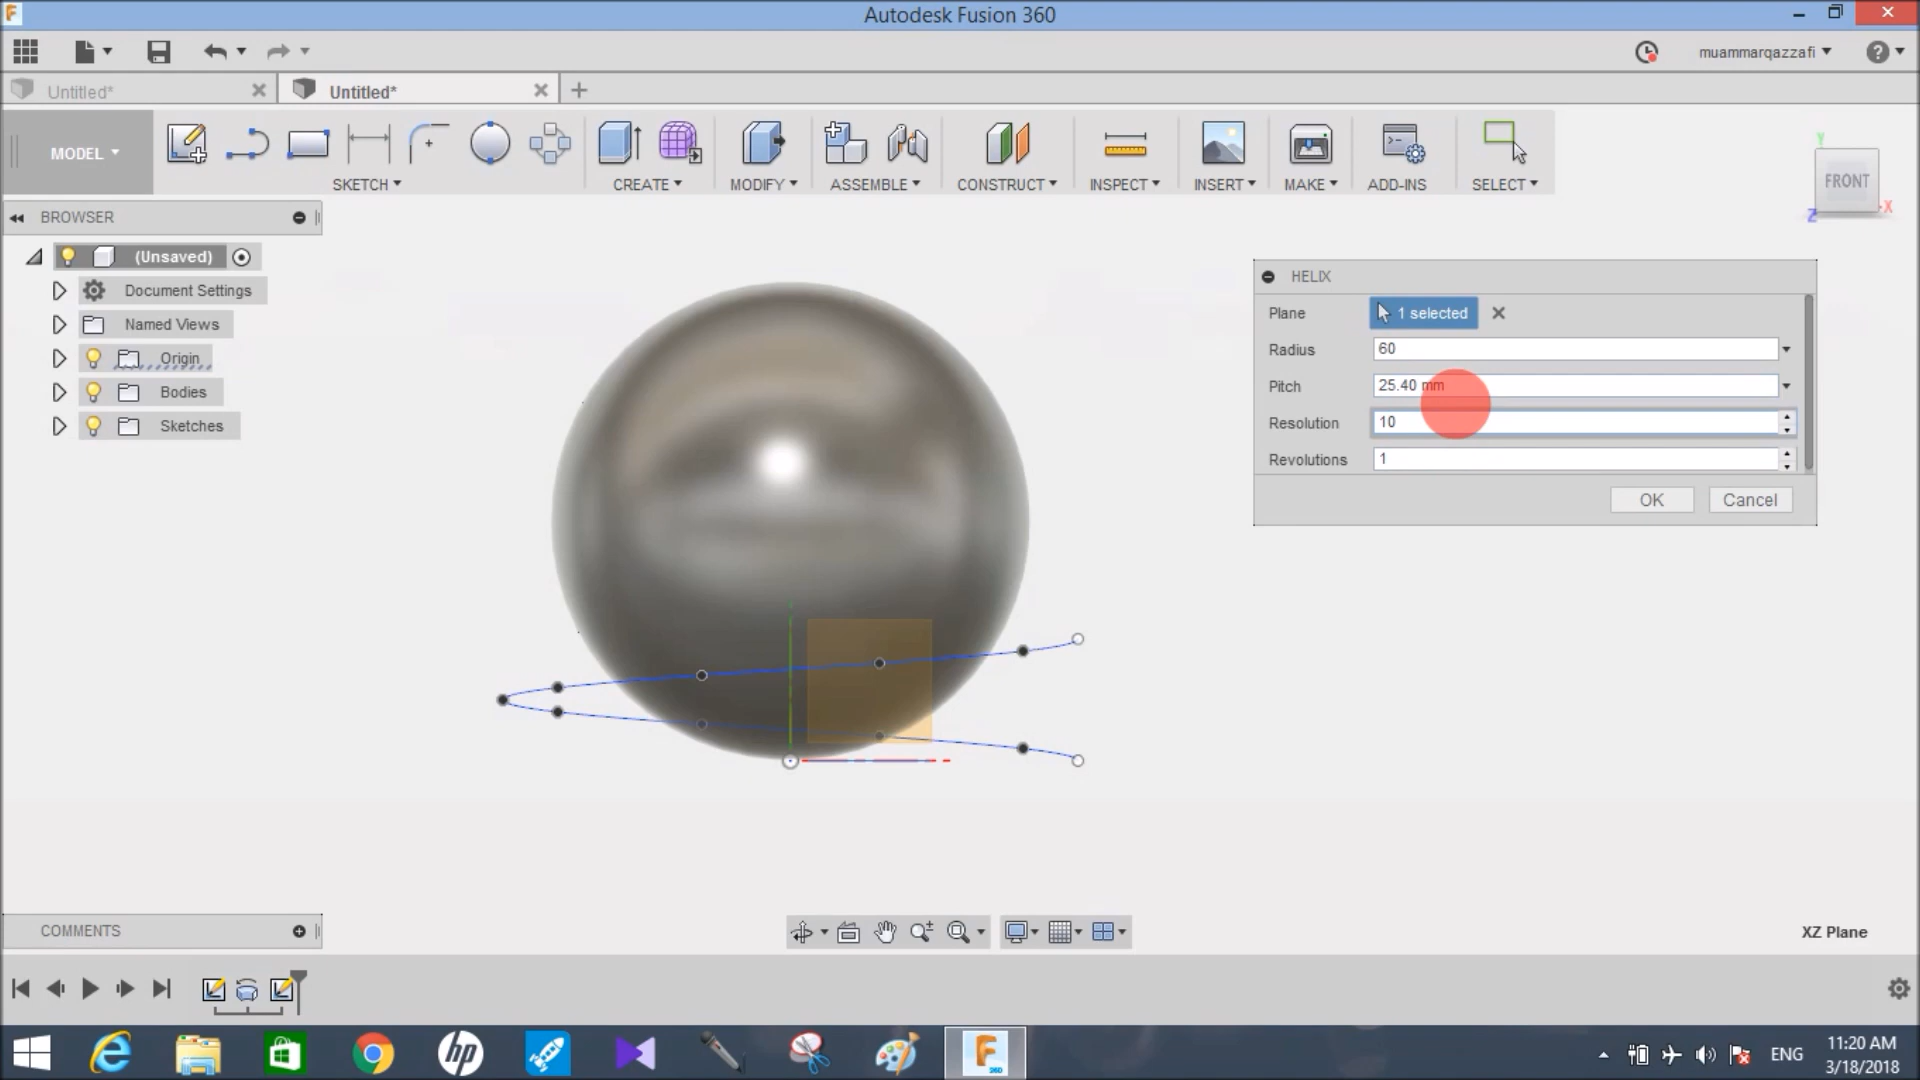 Autodesk Fusion 360
muammarqazzafi
Untitled*
Untitled*
MODEL
SKETCH
CREATE
MODIFY
ASSEMBLE
CONSTRUCT
INSPECT
INSERT
MAKE
ADD-INS
SELECT
FRONT
Y
X
Z
BROWSER
(Unsaved)
Document Settings
Named Views
Origin
Bodies
Sketches
HELIX
Plane 1 selected
Radius 60
Pitch 25.40 mm
Resolution 10
Revolutions 1
OK Cancel
COMMENTS
XZ Plane
ENG
11:20 AM
3/18/2018